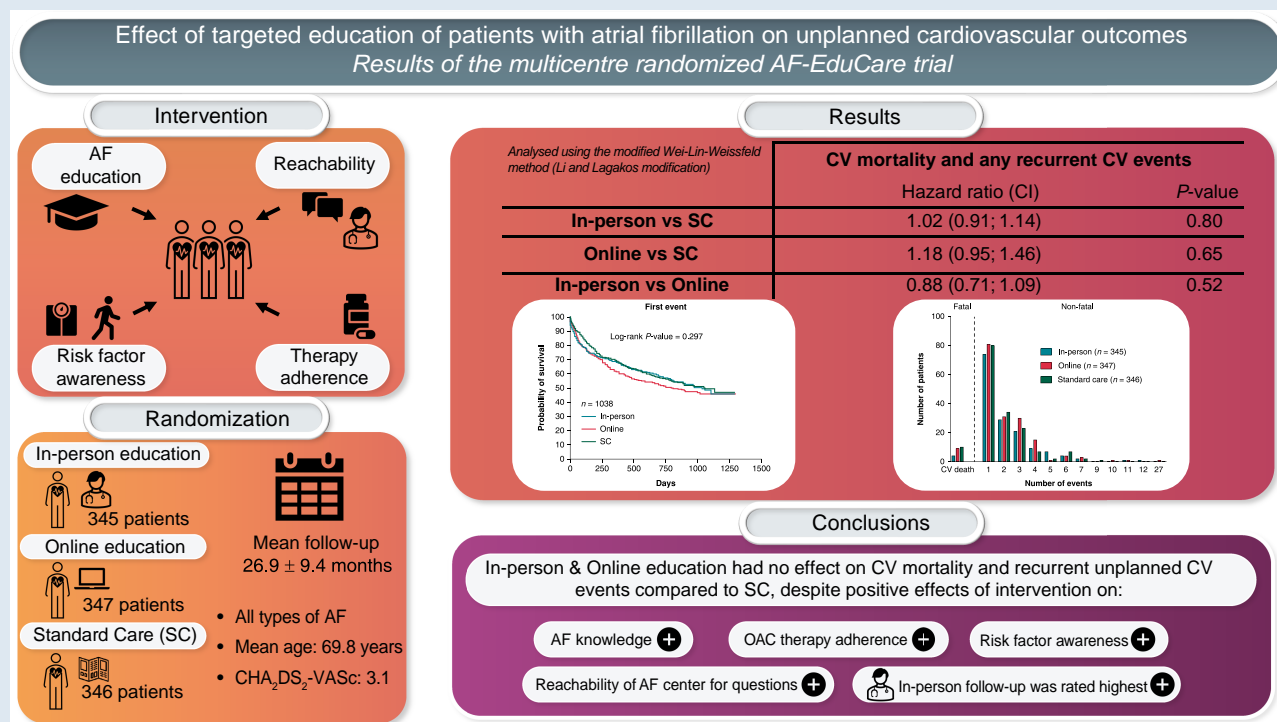 Effect of targeted education of patients with atrial fibrillation on unplanned cardiovascular outcomes
Results of the multicentre randomized AF-EduCare trial
Intervention
AF
education
Reachability
Risk factor
awareness
Therapy
adherence
Randomization
In-person education
345 patients
Online education
347 patients
Standard Care (SC)
346 patients
Mean follow-up
26.9 ± 9.4 months
• All types of AF
• Mean age: 69.8 years
• CHA₂DS₂-VASc: 3.1
Results
Analysed using the modified Wei-Lin-Weissfeld
method (Li and Lagakos modification)
CV mortality and any recurrent CV events
Hazard ratio (CI) P-value
In-person vs SC 1.02 (0.91; 1.14) 0.80
Online vs SC 1.18 (0.95; 1.46) 0.65
In-person vs Online 0.88 (0.71; 1.09) 0.52
First event
Log-rank P-value = 0.297
n = 1038
In-person
Online
SC
Probability of survival
100
90
80
70
60
50
40
30
20
10
0
0 250 500 750 1000 1250 1500
Days
Fatal Non-fatal
In-person (n = 345)
Online (n = 347)
Standard care (n = 346)
Number of patients
100
80
60
40
20
0
CV death 1 2 3 4 5 6 7 9 10 11 12 27
Number of events
Conclusions
In-person & Online education had no effect on CV mortality and recurrent unplanned CV
events compared to SC, despite positive effects of intervention on:
AF knowledge +
OAC therapy adherence +
Risk factor awareness +
Reachability of AF center for questions +
In-person follow-up was rated highest +